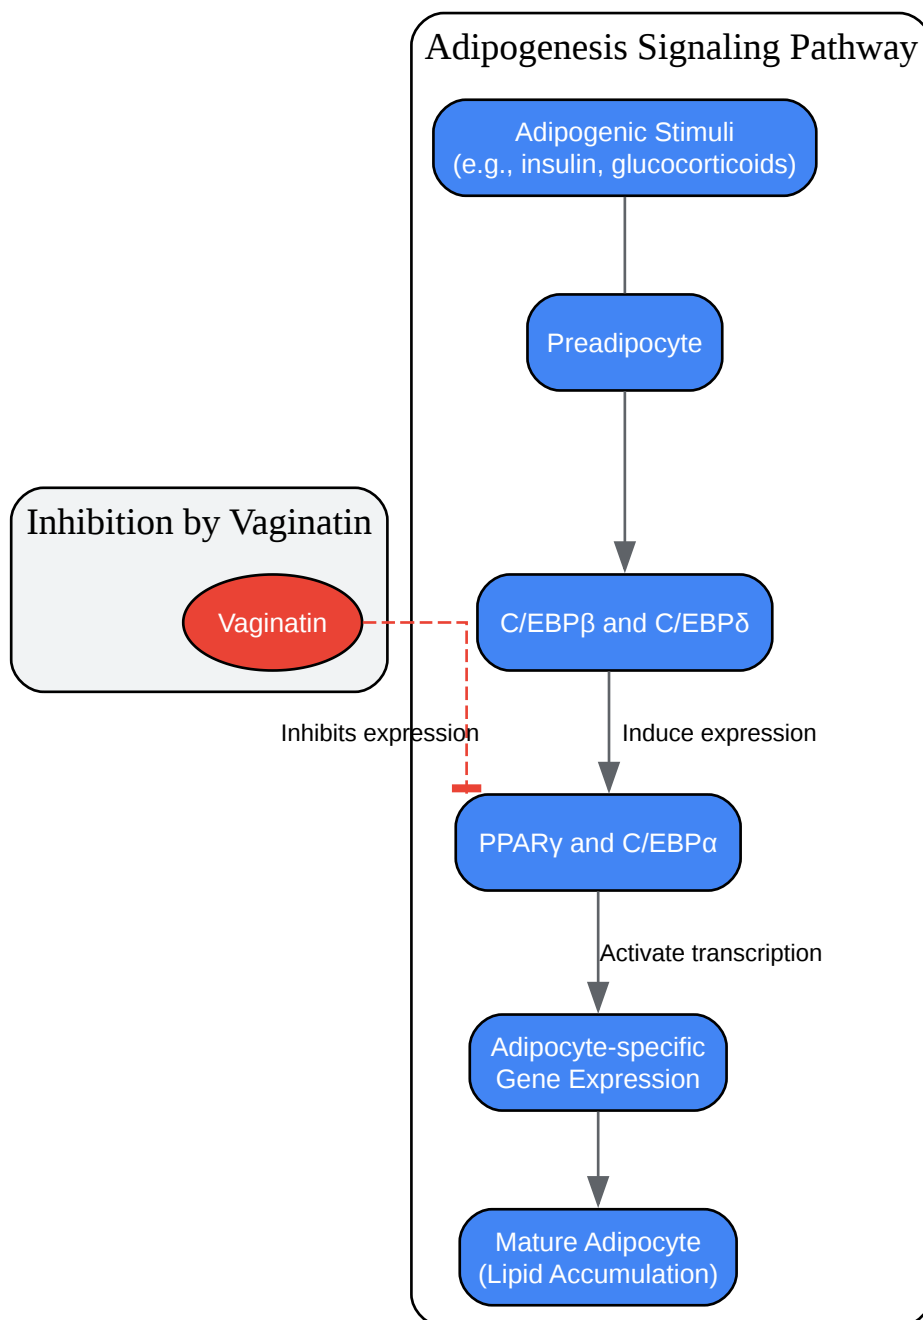 Adipogenesis Signaling Pathway
Adipogenic Stimuli
(e.g., insulin, glucocorticoids)
Preadipocyte
Inhibition by Vaginatin
Vaginatin
C/EBPβ and C/EBPδ
Inhibits expression
Induce expression
PPARγ and C/EBPα
Activate transcription
Adipocyte-specific
Gene Expression
Mature Adipocyte
(Lipid Accumulation)